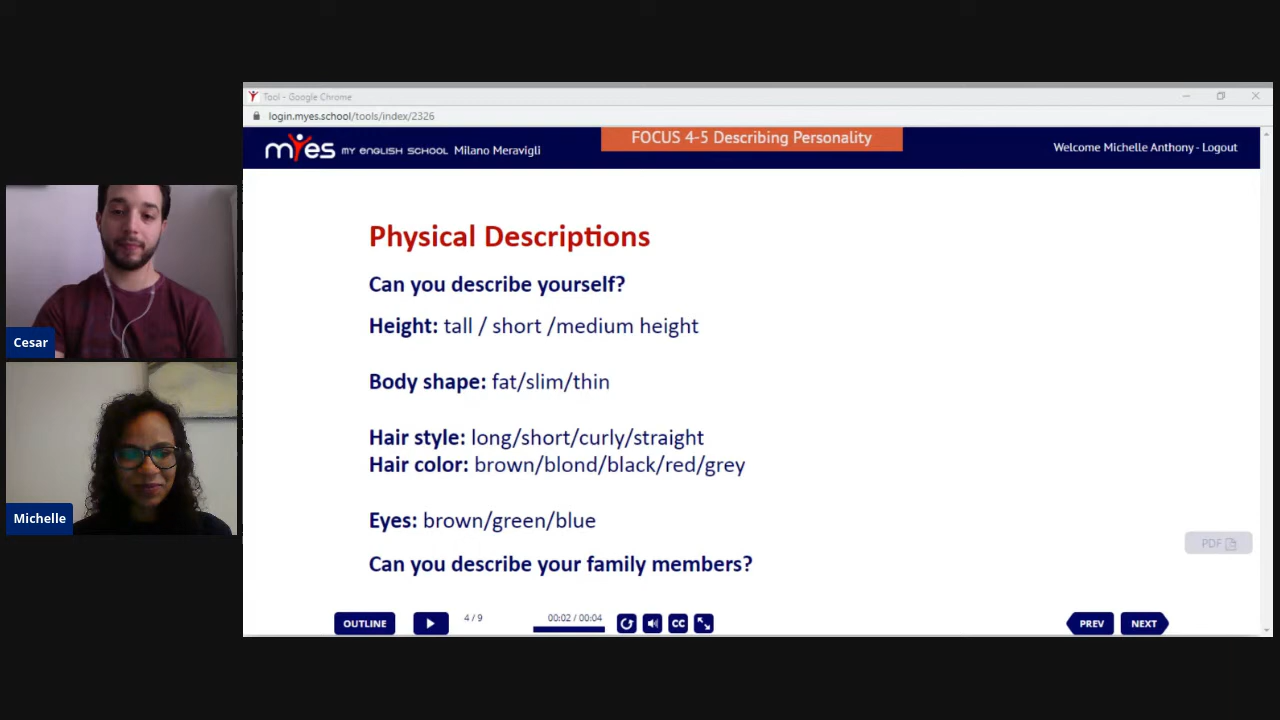 Tool - Google Chrome
login.myes.school/tools/index/2326
myes MY ENGLISH SCHOOL Milano Meravigli
FOCUS 4-5 Describing Personality
Welcome Michelle Anthony - Logout
Physical Descriptions
Can you describe yourself?
Height: tall / short /medium height
Body shape: fat/slim/thin
Hair style: long/short/curly/straight
Hair color: brown/blond/black/red/grey
Eyes: brown/green/blue
Can you describe your family members?
PDF
OUTLINE
4 / 9
00:02 / 00:04
CC
PREV
NEXT
Cesar
Michelle